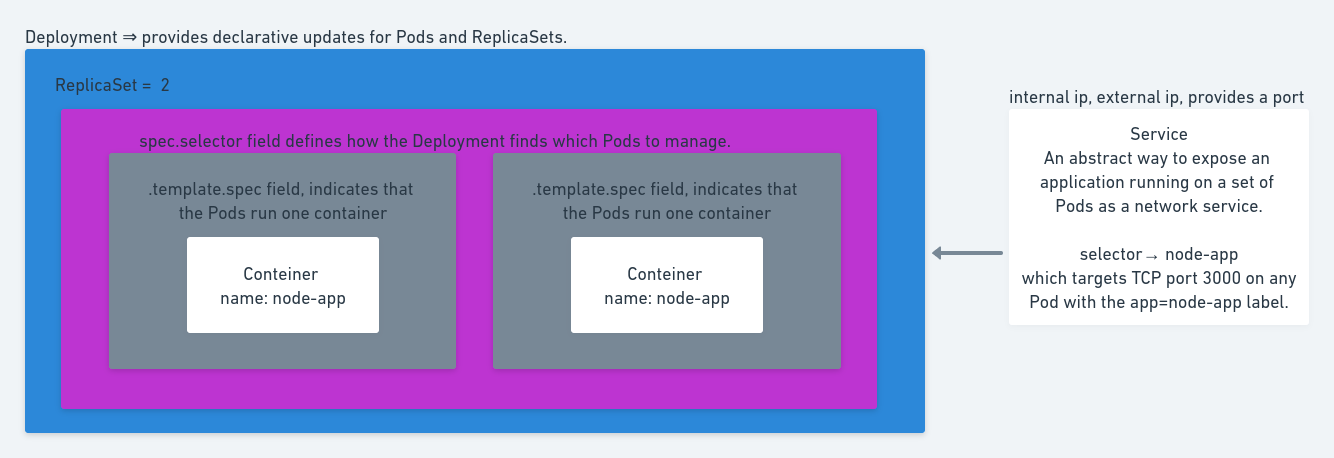 Deployment ⇒ provides declarative updates for Pods and ReplicaSets.
ReplicaSet = 2
spec.selector field defines how the Deployment finds which Pods to manage.
.template.spec field, indicates that
the Pods run one container
Conteiner
name: node-app
.template.spec field, indicates that
the Pods run one container
Conteiner
name: node-app
internal ip, external ip, provides a port
Service
An abstract way to expose an
application running on a set of
Pods as a network service.
selector→ node-app
which targets TCP port 3000 on any
Pod with the app=node-app label.